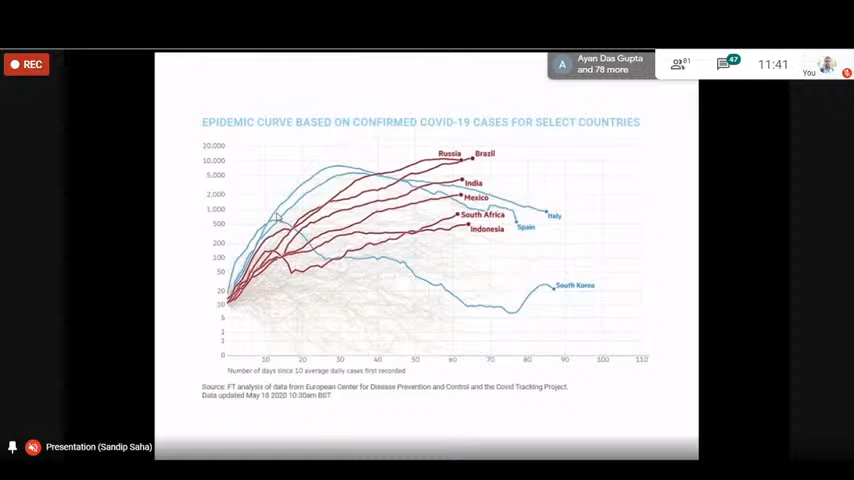 REC
A
Ayan Das Gupta
and 78 more
81
47
11:41
You
EPIDEMIC CURVE BASED ON CONFIRMED COVID-19 CASES FOR SELECT COUNTRIES
20,000
10,000
5,000
2,000
1,000
500
200
100
50
20
10
5
1
1
0
Russia
Brazil
India
Mexico
South Africa
Indonesia
Italy
Spain
South Korea
10
20
30
40
50
60
70
80
90
100
110
Number of days since 10 average daily cases first recorded
Source: FT analysis of data from European Center for Disease Prevention and Control and the Covid Tracking Project.
Data updated May 18 2020 10:30am BST
Presentation (Sandip Saha)